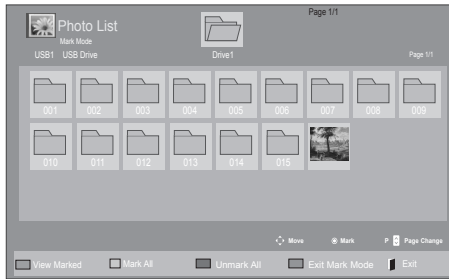 Page 1/1
Photo List
Mark Mode
USB1 USB Drive Drive1 Page 1/1
001 002 003 004 005 006 007 008 009
010 011 012 013 014 015
Move Mark P Page Change
View Marked Mark All Unmark All Exit Mark Mode Exit